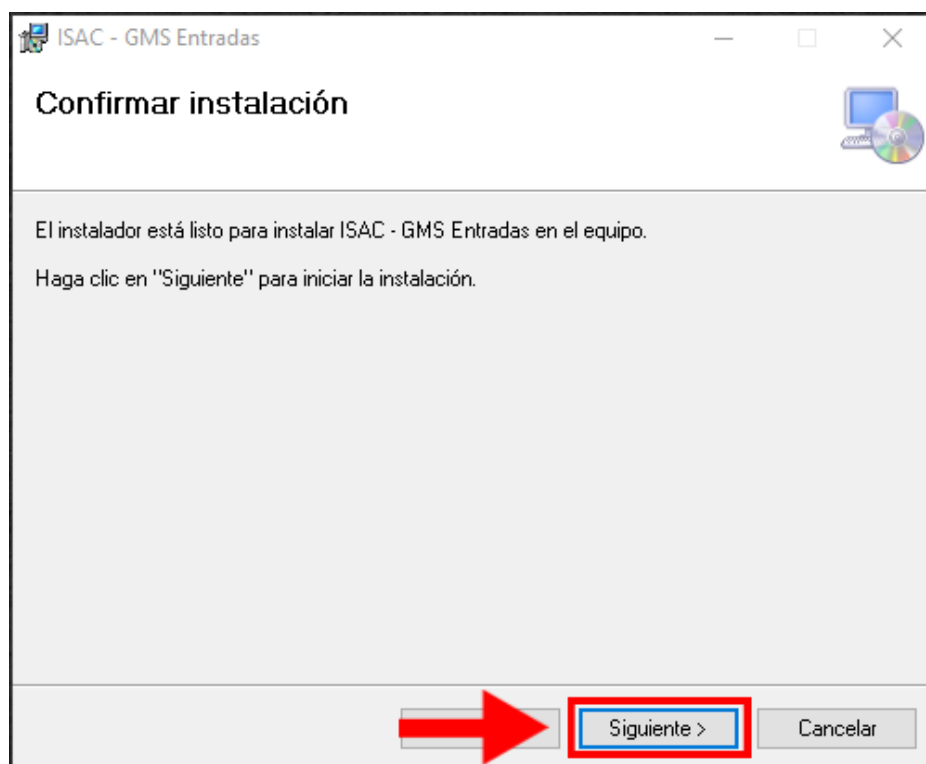 ISAC - GMS Entradas
Confirmar instalación
El instalador está listo para instalar ISAC - GMS Entradas en el equipo.
Haga clic en "Siguiente" para iniciar la instalación.
Siguiente >
Cancelar